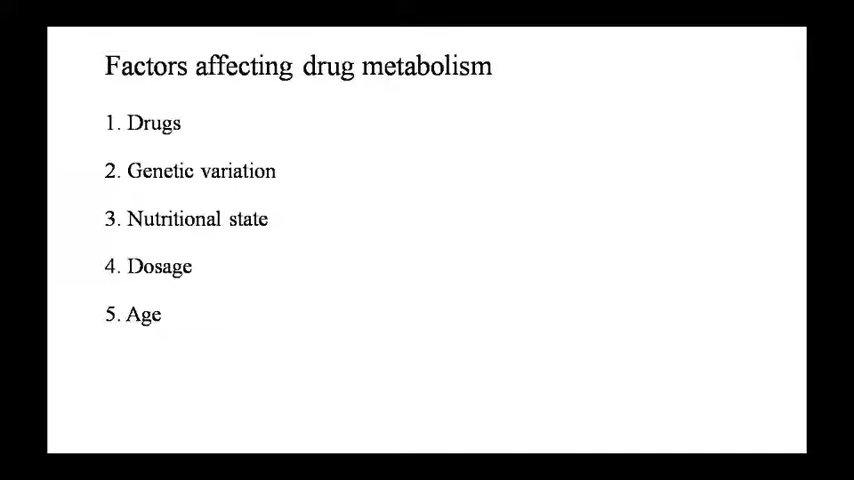 Factors affecting drug metabolism
1. Drugs
2. Genetic variation
3. Nutritional state
4. Dosage
5. Age